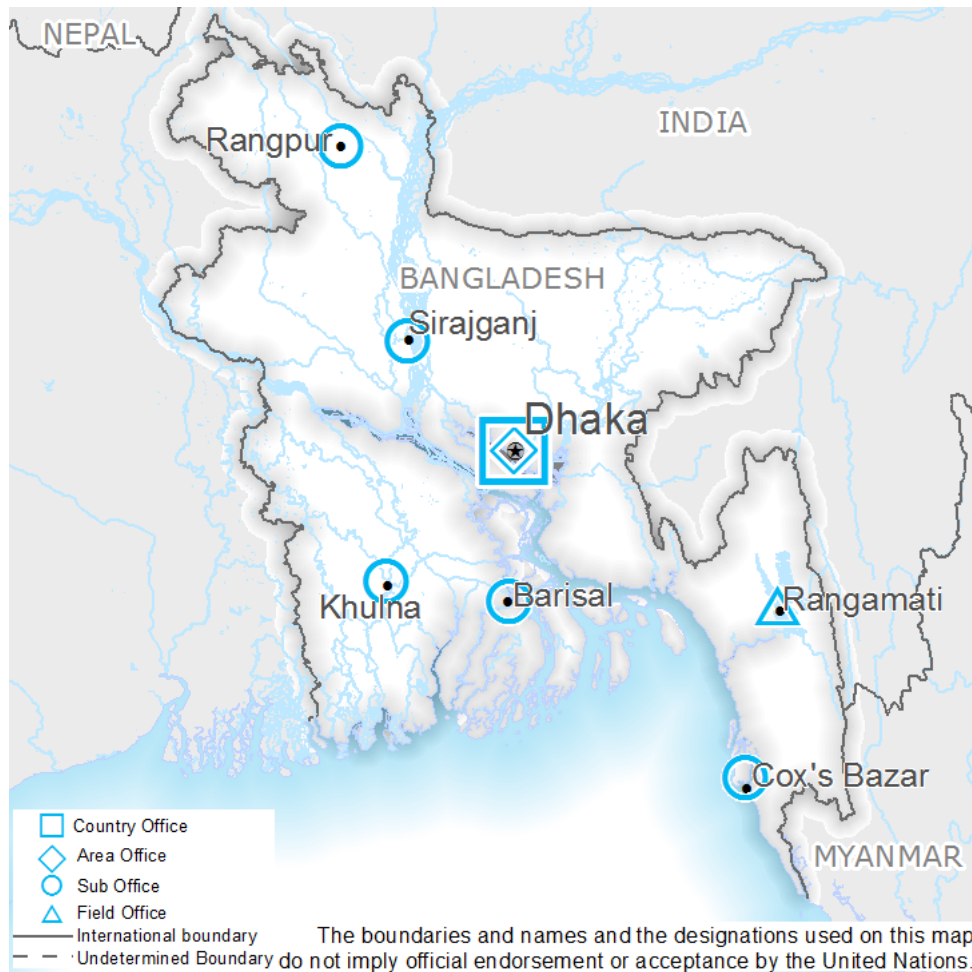 NEPAL
INDIA
Rangpur
BANGLADESH
Sirajganj
Dhaka
Khulna
Barisal
Rangamati
Cox's Bazar
MYANMAR
Country Office
Area Office
Sub Office
Field Office
International boundary
Undetermined Boundary
The boundaries and names and the designations used on this map
do not imply official endorsement or acceptance by the United Nations.